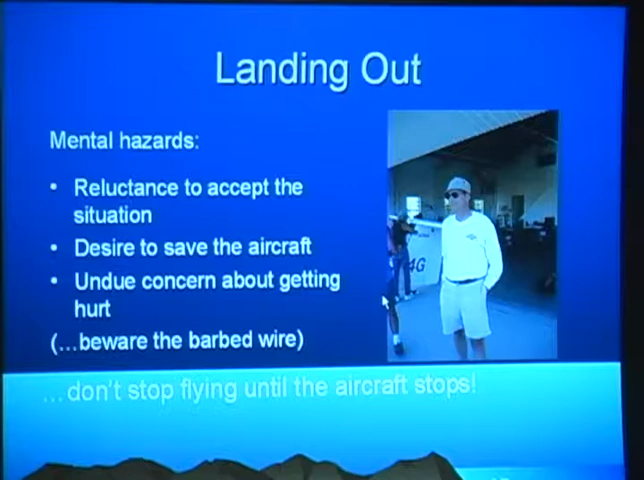 Landing Out
Mental hazards:
• Reluctance to accept the
situation
• Desire to save the aircraft
• Undue concern about getting
hurt
(...beware the barbed wire)
...don't stop flying until the aircraft stops!
4G